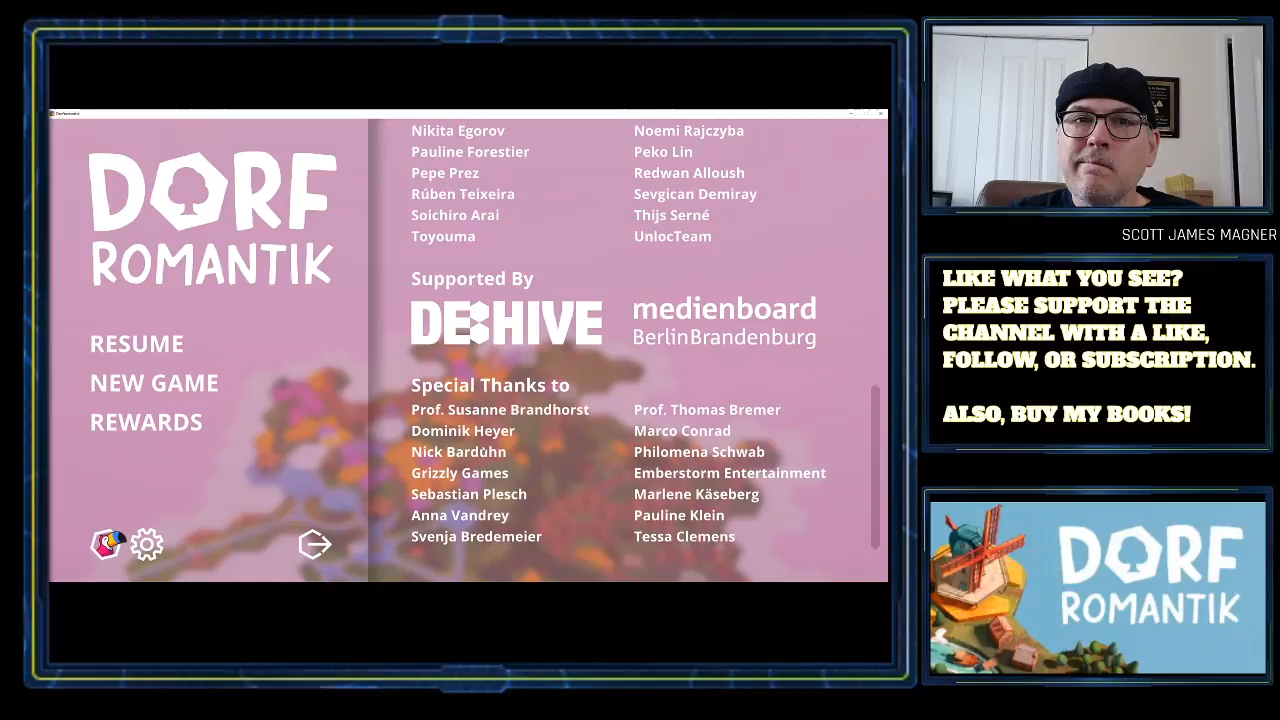 DORF
ROMANTIK
RESUME
NEW GAME
REWARDS
Nikita Egorov
Noemi Rajczyba
Pauline Forestier
Peko Lin
Pepe Prez
Redwan Alloush
Rúben Teixeira
Sevgican Demiray
Soichiro Arai
Thijs Serné
Toyouma
UnlocTeam
Supported By
DE:HIVE
medienboard
BerlinBrandenburg
Special Thanks to
Prof. Susanne Brandhorst
Prof. Thomas Bremer
Dominik Heyer
Marco Conrad
Nick Barduhn
Philomena Schwab
Grizzly Games
Emberstorm Entertainment
Sebastian Plesch
Marlene Käseberg
Anna Vandrey
Pauline Klein
Svenja Bredemeier
Tessa Clemens
SCOTT JAMES MAGNER
LIKE WHAT YOU SEE?
PLEASE SUPPORT THE
CHANNEL WITH A LIKE,
FOLLOW, OR SUBSCRIPTION.
ALSO, BUY MY BOOKS!
DORF
ROMANTIK